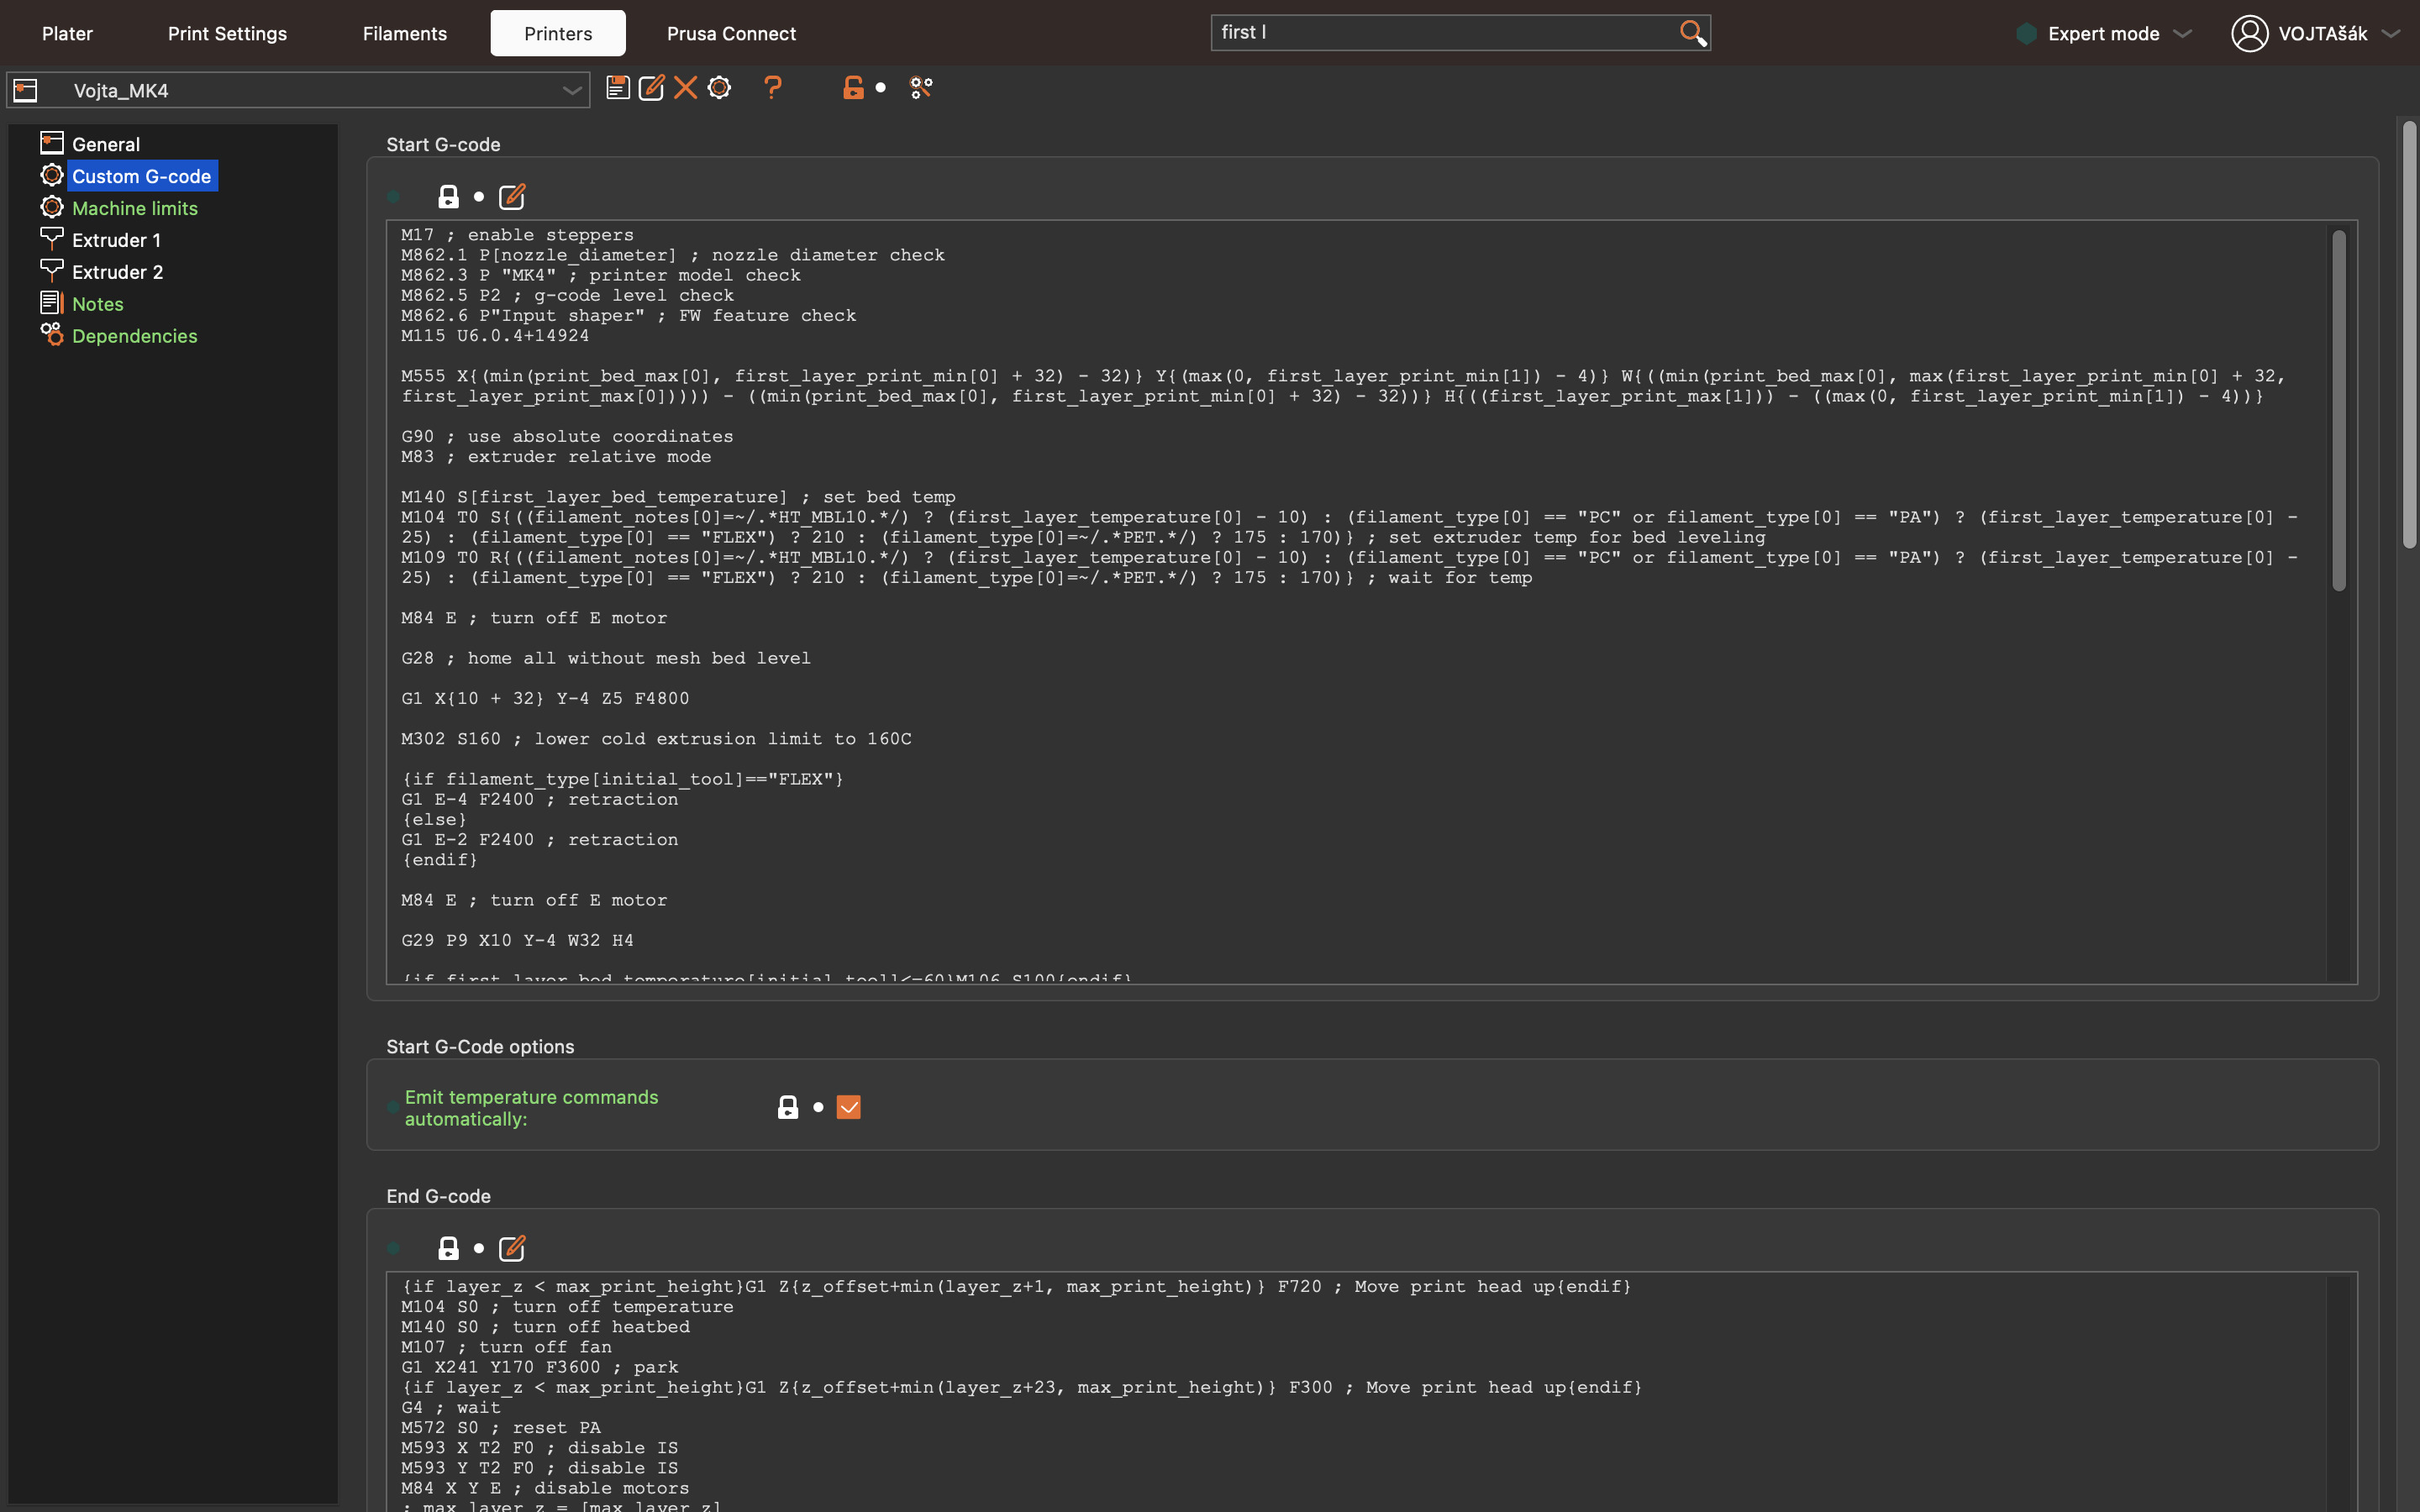 Plater
Print Settings
Filaments
Printers
Prusa Connect
first l
Expert mode
VOJTAšák
Vojta_MK4
General
Custom G-code
Machine limits
Extruder 1
Extruder 2
Notes
Dependencies
Start G-code
M17 ; enable steppers
M862.1 P[nozzle_diameter] ; nozzle diameter check
M862.3 P "MK4" ; printer model check
M862.5 P2 ; g-code level check
M862.6 P"Input shaper" ; FW feature check
M115 U6.0.4+14924
M555 X{(min(print_bed_max[0], first_layer_print_min[0] + 32) - 32)} Y{(max(0, first_layer_print_min[1]) - 4)} W{((min(print_bed_max[0], max(first_layer_print_min[0] + 32,
first_layer_print_max[0])))) - ((min(print_bed_max[0], first_layer_print_min[0] + 32) - 32))} H{((first_layer_print_max[1])) - ((max(0, first_layer_print_min[1]) - 4))}
G90 ; use absolute coordinates
M83 ; extruder relative mode
M140 S[first_layer_bed_temperature] ; set bed temp
M104 T0 S{((filament_notes[0]=~/.*HT_MBL10.*/) ? (first_layer_temperature[0] - 10) : (filament_type[0] == "PC" or filament_type[0] == "PA") ? (first_layer_temperature[0] -
25) : (filament_type[0] == "FLEX") ? 210 : (filament_type[0]=~/.*PET.*/) ? 175 : 170)} ; set extruder temp for bed leveling
M109 T0 R{((filament_notes[0]=~/.*HT_MBL10.*/) ? (first_layer_temperature[0] - 10) : (filament_type[0] == "PC" or filament_type[0] == "PA") ? (first_layer_temperature[0] -
25) : (filament_type[0] == "FLEX") ? 210 : (filament_type[0]=~/.*PET.*/) ? 175 : 170)} ; wait for temp
M84 E ; turn off E motor
G28 ; home all without mesh bed level
G1 X{10 + 32} Y-4 Z5 F4800
M302 S160 ; lower cold extrusion limit to 160C
{if filament_type[initial_tool]=="FLEX"}
G1 E-4 F2400 ; retraction
{else}
G1 E-2 F2400 ; retraction
{endif}
M84 E ; turn off E motor
G29 P9 X10 Y-4 W32 H4
{if first_layer_bed_temperature[initial_tool]<=60}M106 S100{endif}
Start G-Code options
Emit temperature commands
automatically:
End G-code
{if layer_z < max_print_height}G1 Z{z_offset+min(layer_z+1, max_print_height)} F720 ; Move print head up{endif}
M104 S0 ; turn off temperature
M140 S0 ; turn off heatbed
M107 ; turn off fan
G1 X241 Y170 F3600 ; park
{if layer_z < max_print_height}G1 Z{z_offset+min(layer_z+23, max_print_height)} F300 ; Move print head up{endif}
G4 ; wait
M572 S0 ; reset PA
M593 X T2 F0 ; disable IS
M593 Y T2 F0 ; disable IS
M84 X Y E ; disable motors
; max_layer_z = [max_layer_z]